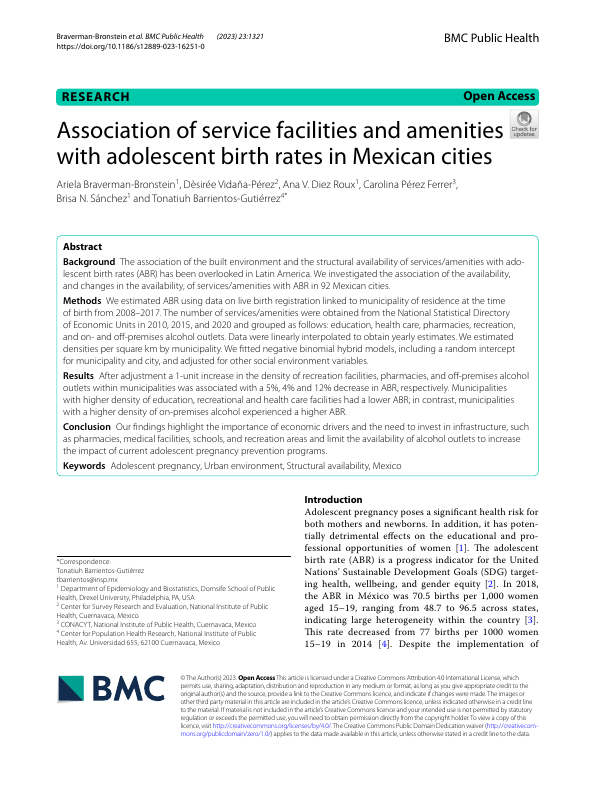 Braverman-Bronstein et al. BMC Public Health (2023) 23:1321
https://doi.org/10.1186/s12889-023-16251-0
BMC Public Health
RESEARCH
Open Access
Check for
updates
Association of service facilities and amenities
with adolescent birth rates in Mexican cities
Ariela Braverman-Bronstein1, Dèsirée Vidaña-Pérez2, Ana V. Diez Roux1, Carolina Pérez Ferrer3,
Brisa N. Sánchez1 and Tonatiuh Barrientos-Gutiérrez4*
Abstract
Background The association of the built environment and the structural availability of services/amenities with ado-
lescent birth rates (ABR) has been overlooked in Latin America. We investigated the association of the availability,
and changes in the availability, of services/amenities with ABR in 92 Mexican cities.
Methods We estimated ABR using data on live birth registration linked to municipality of residence at the time
of birth from 2008–2017. The number of services/amenities were obtained from the National Statistical Directory
of Economic Units in 2010, 2015, and 2020 and grouped as follows: education, health care, pharmacies, recreation,
and on- and off-premises alcohol outlets. Data were linearly interpolated to obtain yearly estimates. We estimated
densities per square km by municipality. We fitted negative binomial hybrid models, including a random intercept
for municipality and city, and adjusted for other social environment variables.
Results After adjustment a 1-unit increase in the density of recreation facilities, pharmacies, and off-premises alcohol
outlets within municipalities was associated with a 5%, 4% and 12% decrease in ABR, respectively. Municipalities
with higher density of education, recreational and health care facilities had a lower ABR; in contrast, municipalities
with a higher density of on-premises alcohol experienced a higher ABR.
Conclusion Our findings highlight the importance of economic drivers and the need to invest in infrastructure, such
as pharmacies, medical facilities, schools, and recreation areas and limit the availability of alcohol outlets to increase
the impact of current adolescent pregnancy prevention programs.
Keywords Adolescent pregnancy, Urban environment, Structural availability, Mexico
*Correspondence:
Tonatiuh Barrientos-Gutiérrez
tbarrientos@insp.mx
1 Department of Epidemiology and Biostatistics, Dornsife School of Public
Health, Drexel University, Philadelphia, PA, USA
2 Center for Survey Research and Evaluation, National Institute of Public
Health, Cuernavaca, Mexico
3 CONACYT, National Institute of Public Health, Cuernavaca, Mexico
4 Center for Population Health Research, National Institute of Public
Health, Av. Universidad 655, 62100 Cuernavaca, Mexico
Introduction
Adolescent pregnancy poses a significant health risk for
both mothers and newborns. In addition, it has poten-
tially detrimental effects on the educational and pro-
fessional opportunities of women [1]. The adolescent
birth rate (ABR) is a progress indicator for the United
Nations' Sustainable Development Goals (SDG) target-
ing health, wellbeing, and gender equity [2]. In 2018,
the ABR in México was 70.5 births per 1,000 women
aged 15–19, ranging from 48.7 to 96.5 across states,
indicating large heterogeneity within the country [3].
This rate decreased from 77 births per 1000 women
15–19 in 2014 [4]. Despite the implementation of
BMC
© The Author(s) 2023. Open Access This article is licensed under a Creative Commons Attribution 4.0 International License, which
permits use, sharing, adaptation, distribution and reproduction in any medium or format, as long as you give appropriate credit to the
original author(s) and the source, provide a link to the Creative Commons licence, and indicate if changes were made. The images or
other third party material in this article are included in the article's Creative Commons licence, unless indicated otherwise in a credit line
to the material. If material is not included in the article's Creative Commons licence and your intended use is not permitted by statutory
regulation or exceeds the permitted use, you will need to obtain permission directly from the copyright holder. To view a copy of this
licence, visit http://creativecommons.org/licenses/by/4.0/. The Creative Commons Public Domain Dedication waiver (http://creativecom-
mons.org/publicdomain/zero/1.0/) applies to the data made available in this article, unless otherwise stated in a credit line to the data.